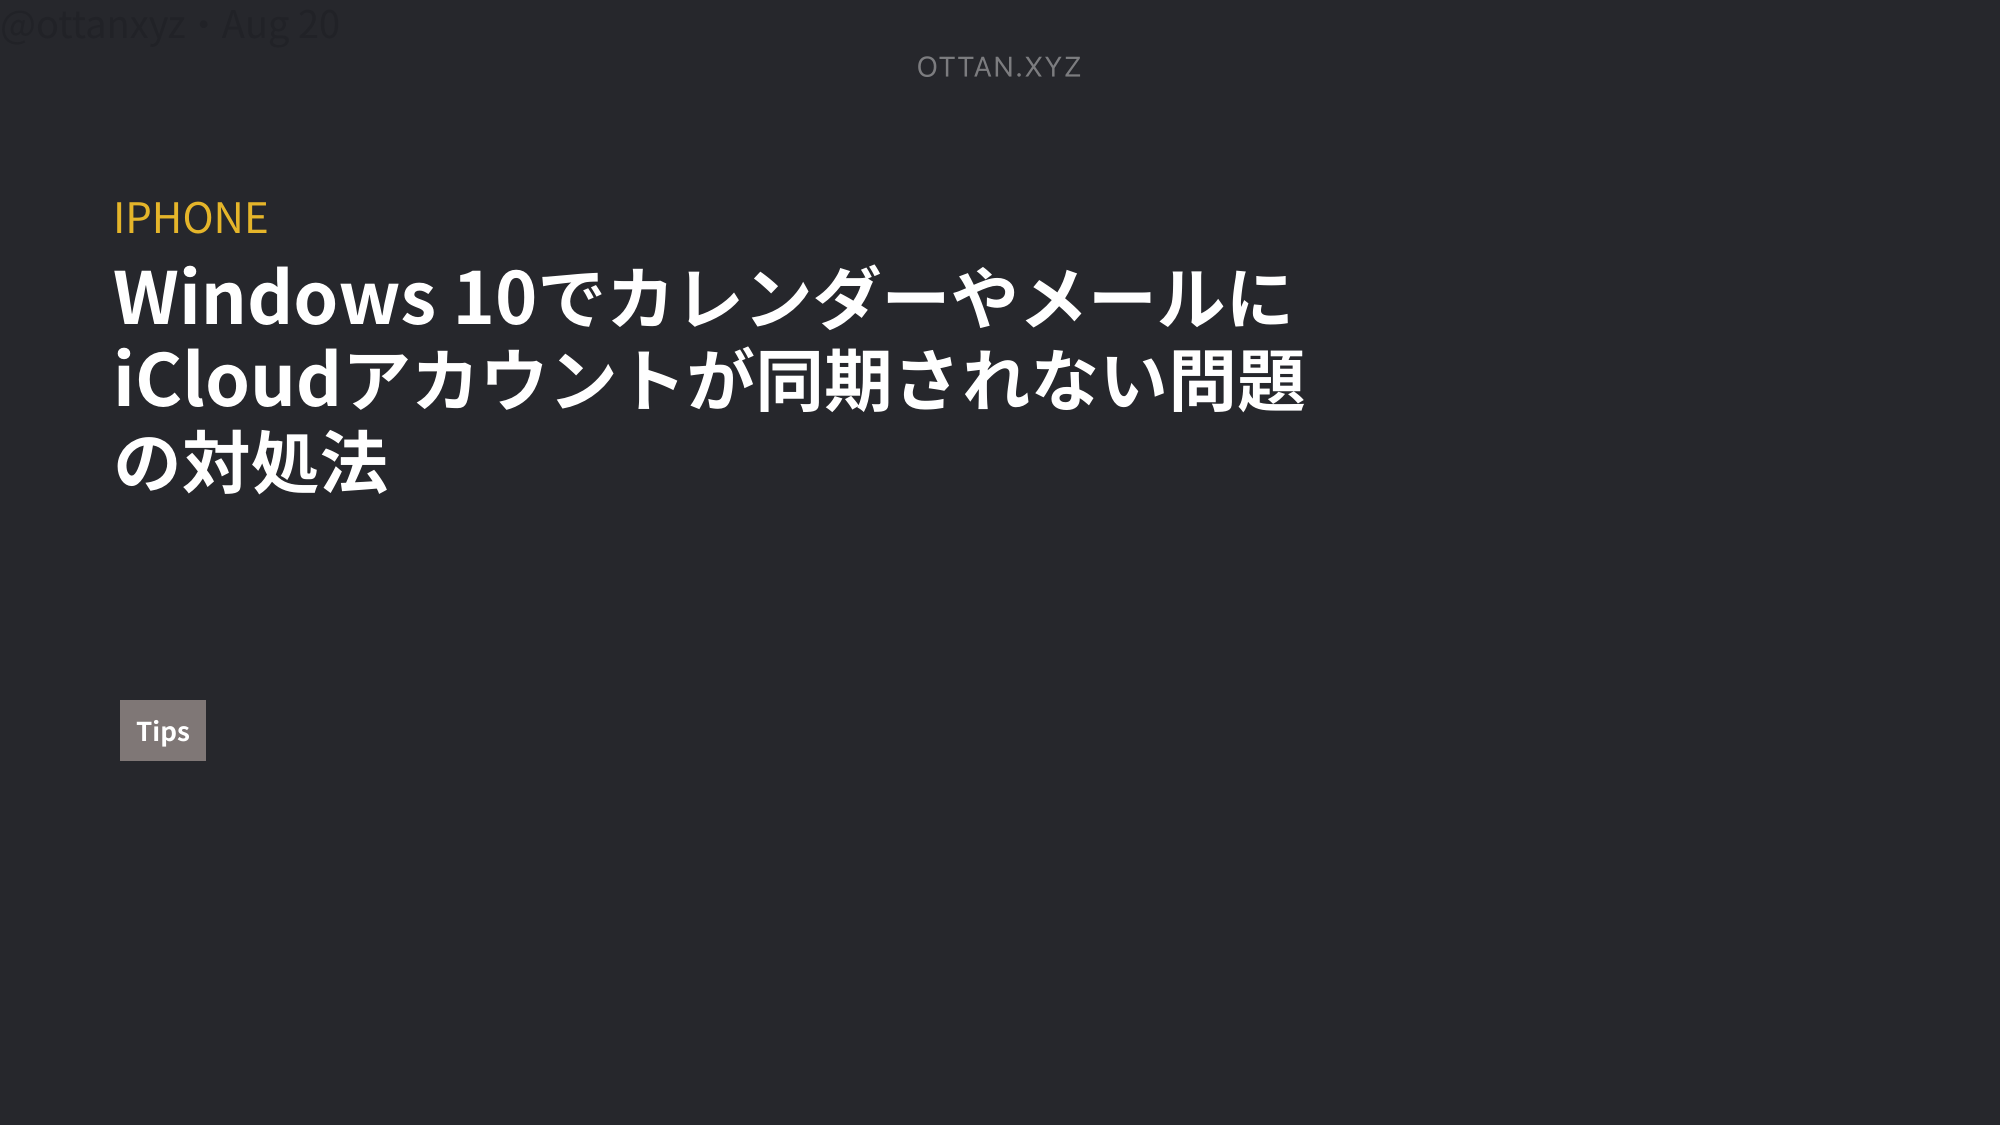 @ottanxyz・Aug 20
OTTAN.XYZ
IPHONE
Windows 10でカレンダーやメールに
iCloudアカウントが同期されない問題
の対処法
Tips